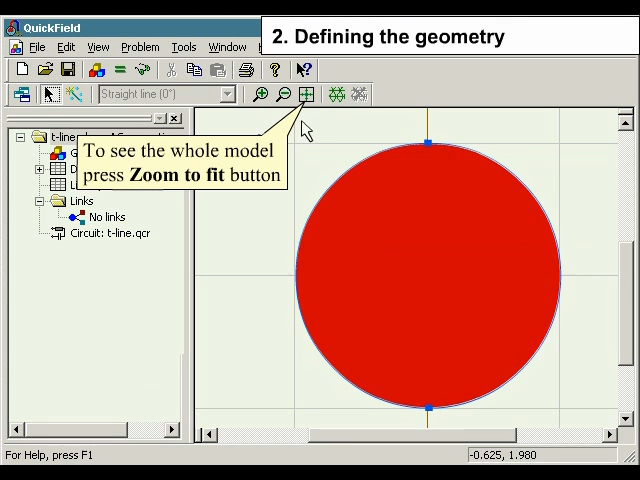 QuickField
2. Defining the geometry
File Edit View Problem Tools Window
Straight line (0°)
To see the whole model
press Zoom to fit button
Links
No links
Circuit: t-line.qcr
For Help, press F1
-0.625, 1.980